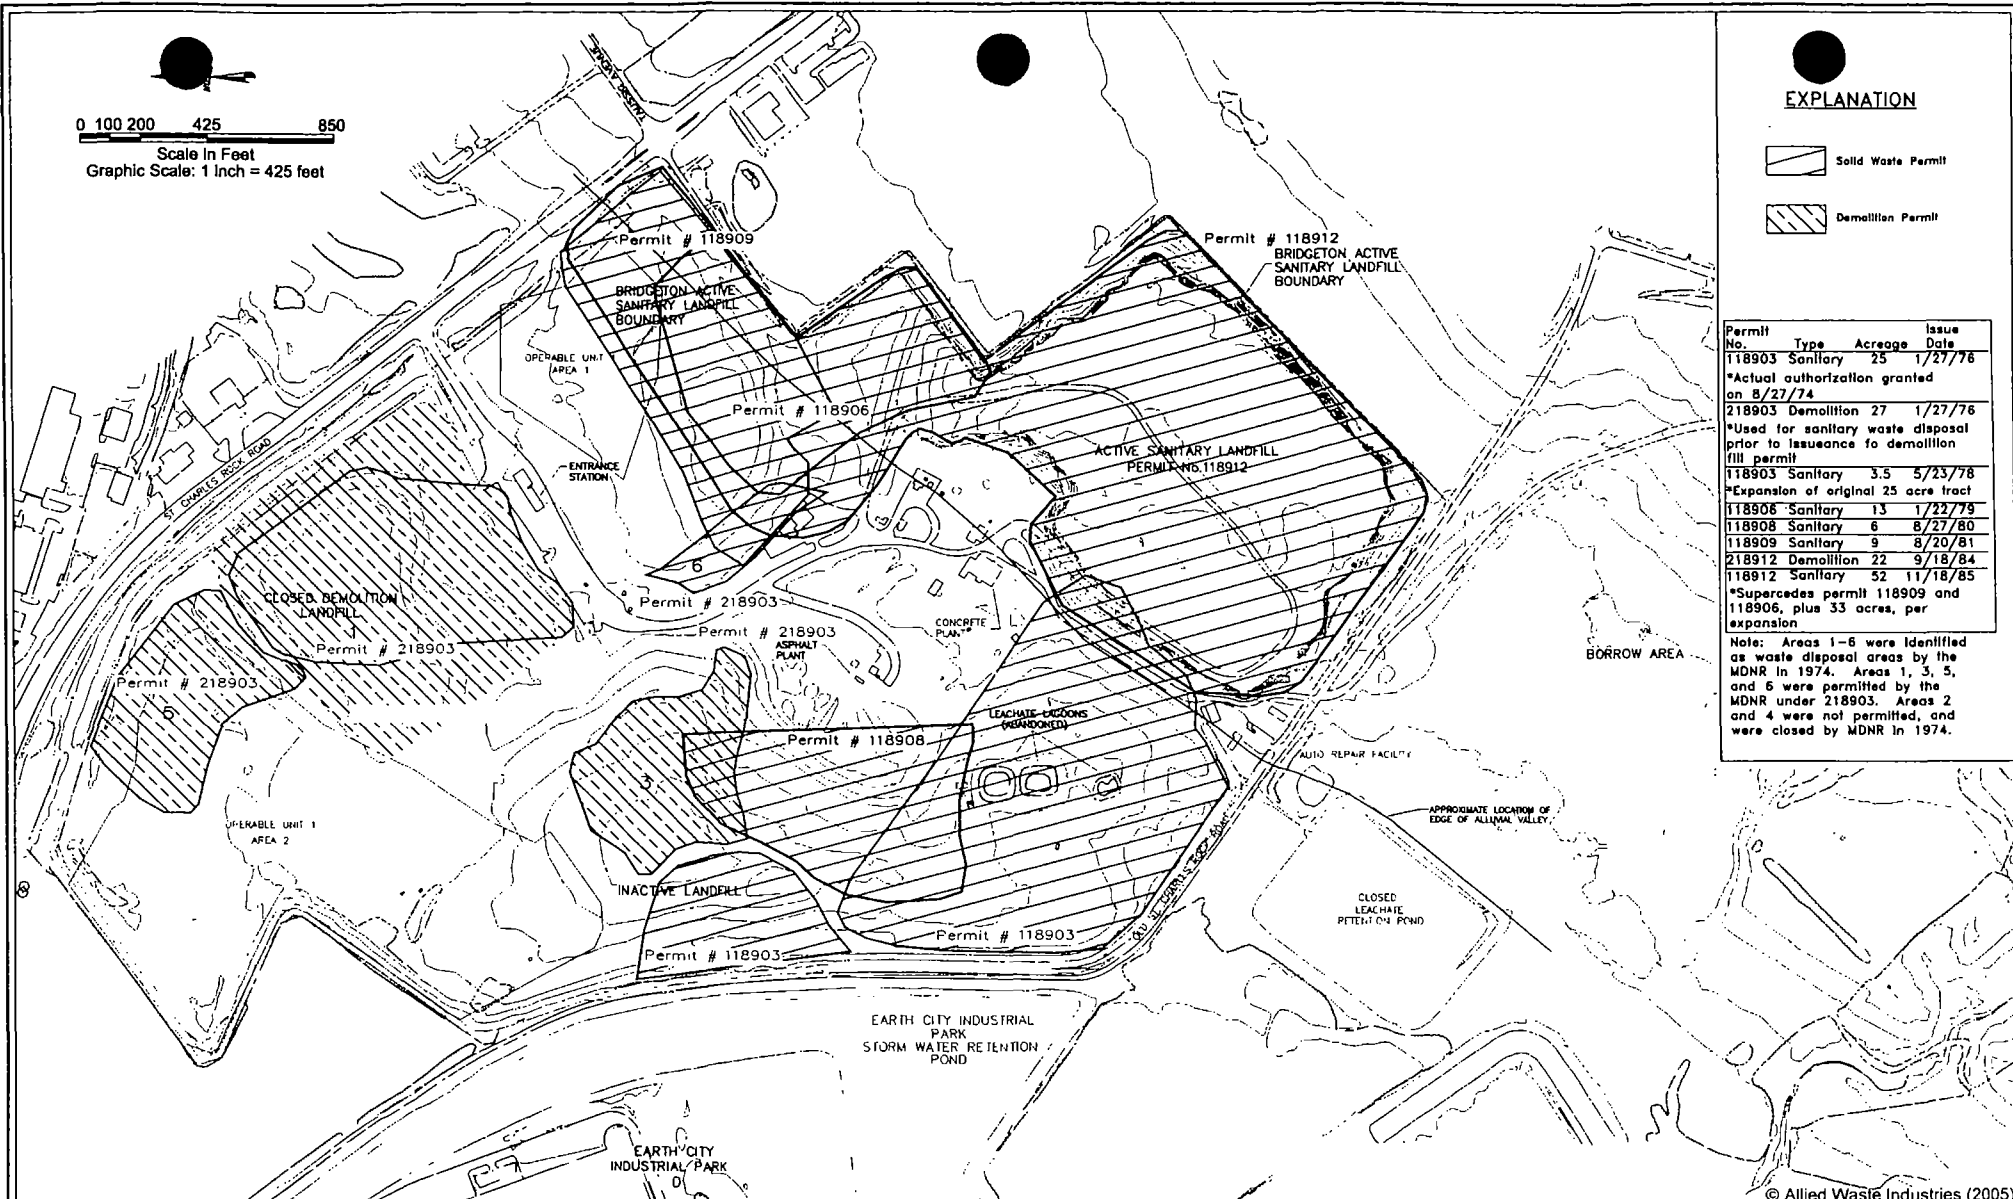 0 100 200 425 850
Scale In Feet
Graphic Scale: 1 Inch = 425 feet
EXPLANATION
Solid Waste Permit
Demolition Permit
Permit Issue
No. Type Acreage Date
118903 Sanitary 25 1/27/76
*Actual authorization granted
on 8/27/74
218903 Demolition 27 1/27/76
*Used for sanitary waste disposal
prior to issueance fo demolition
fill permit
118903 Sanitary 3.5 5/23/78
*Expansion of original 25 acre tract
118906 Sanitary 13 1/22/79
118908 Sanitary 6 8/27/80
118909 Sanitary 9 8/20/81
218912 Demolition 22 9/18/84
118912 Sanitary 52 11/18/85
*Supercedes permit 118909 and
118906, plus 33 acres, per
expansion
Note: Areas 1-6 were identified
as waste disposal areas by the
MDNR in 1974. Areas 1, 3, 5,
and 6 were permitted by the
MDNR under 218903. Areas 2
and 4 were not permitted, and
were closed by MDNR in 1974.
Permit # 118909
BRIDGETON ACTIVE
SANITARY LANDFILL
BOUNDARY
Permit # 118912
BRIDGETON ACTIVE
SANITARY LANDFILL
BOUNDARY
OPERABLE UNIT
AREA 1
Permit # 118906
ENTRANCE
STATION
ST CHARLES ROCK ROAD
ACTIVE SANITARY LANDFILL
PERMIT No.118912
6
Permit # 218903
CLOSED DEMOLITION
LANDFILL
1
Permit # 218903
Permit # 218903
5
Permit # 218903
ASPHALT
PLANT
CONCRETE
PLANT
BORROW AREA
LEACHATE LAGOONS
(ABANDONED)
Permit # 118908
3
AUTO REPAIR FACILITY
APPROXIMATE LOCATION OF
EDGE OF ALLUVIAL VALLEY
OPERABLE UNIT 1
AREA 2
INACTIVE LANDFILL
CLOSED
LEACHATE
RETENTION POND
OLD ST CHARLES ROCK ROAD
Permit # 118903
Permit # 118903
EARTH CITY INDUSTRIAL
PARK
STORM WATER RETENTION
POND
EARTH CITY
INDUSTRIAL PARK
© Allied Waste Industries (2005)